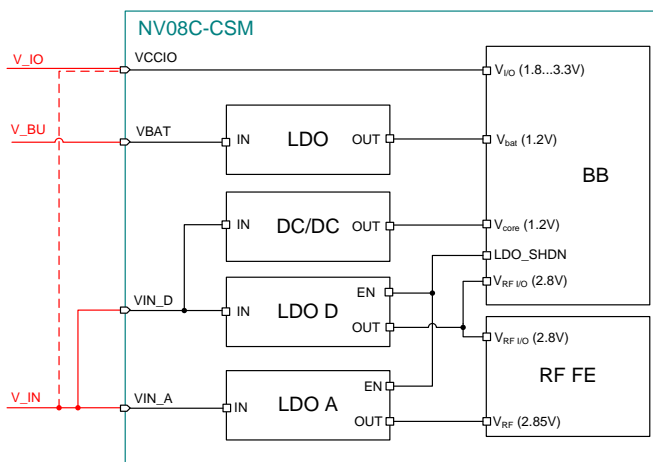 NV08C-CSM
V_IO
VCCIO
V_I/O (1.8...3.3V)
V_BU
VBAT
IN
LDO
OUT
V_bat (1.2V)
BB
IN
DC/DC
OUT
V_core (1.2V)
LDO_SHDN
EN
V_RF I/O (2.8V)
VIN_D
IN
LDO D
OUT
V_RF I/O (2.8V)
RF FE
EN
V_IN
VIN_A
IN
LDO A
OUT
V_RF (2.85V)